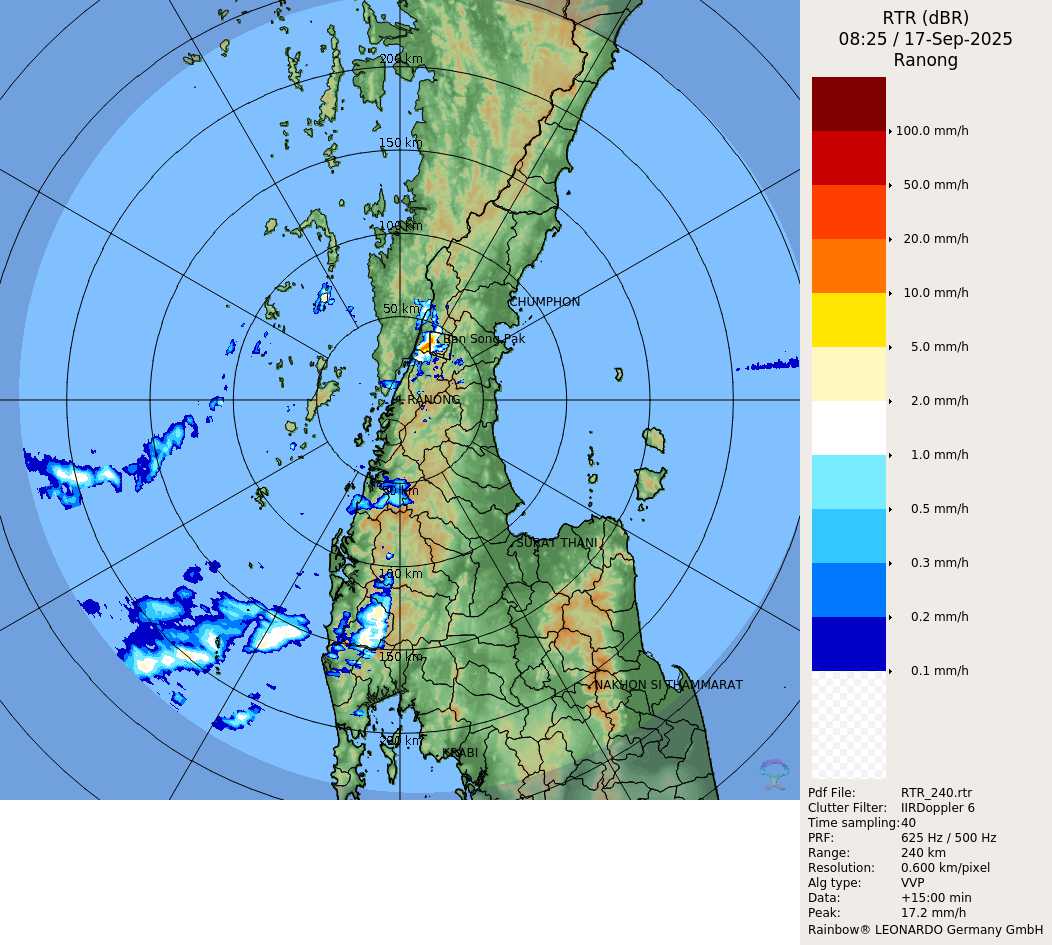 RTR (dBR)
08:25 / 17-Sep-2025
Ranong
200 km
150 km
100 km
50 km
CHUMPHON
Ban Song Pak
RANONG
50 km
SURAT THANI
100 km
150 km
NAKHON SI THAMMARAT
200 km
KRABI
100.0 mm/h
50.0 mm/h
20.0 mm/h
10.0 mm/h
5.0 mm/h
2.0 mm/h
1.0 mm/h
0.5 mm/h
0.3 mm/h
0.2 mm/h
0.1 mm/h
Pdf File: RTR_240.rtr
Clutter Filter: IIRDoppler 6
Time sampling:40
PRF: 625 Hz / 500 Hz
Range: 240 km
Resolution: 0.600 km/pixel
Alg type: VVP
Data: +15:00 min
Peak: 17.2 mm/h
Rainbow® LEONARDO Germany GmbH